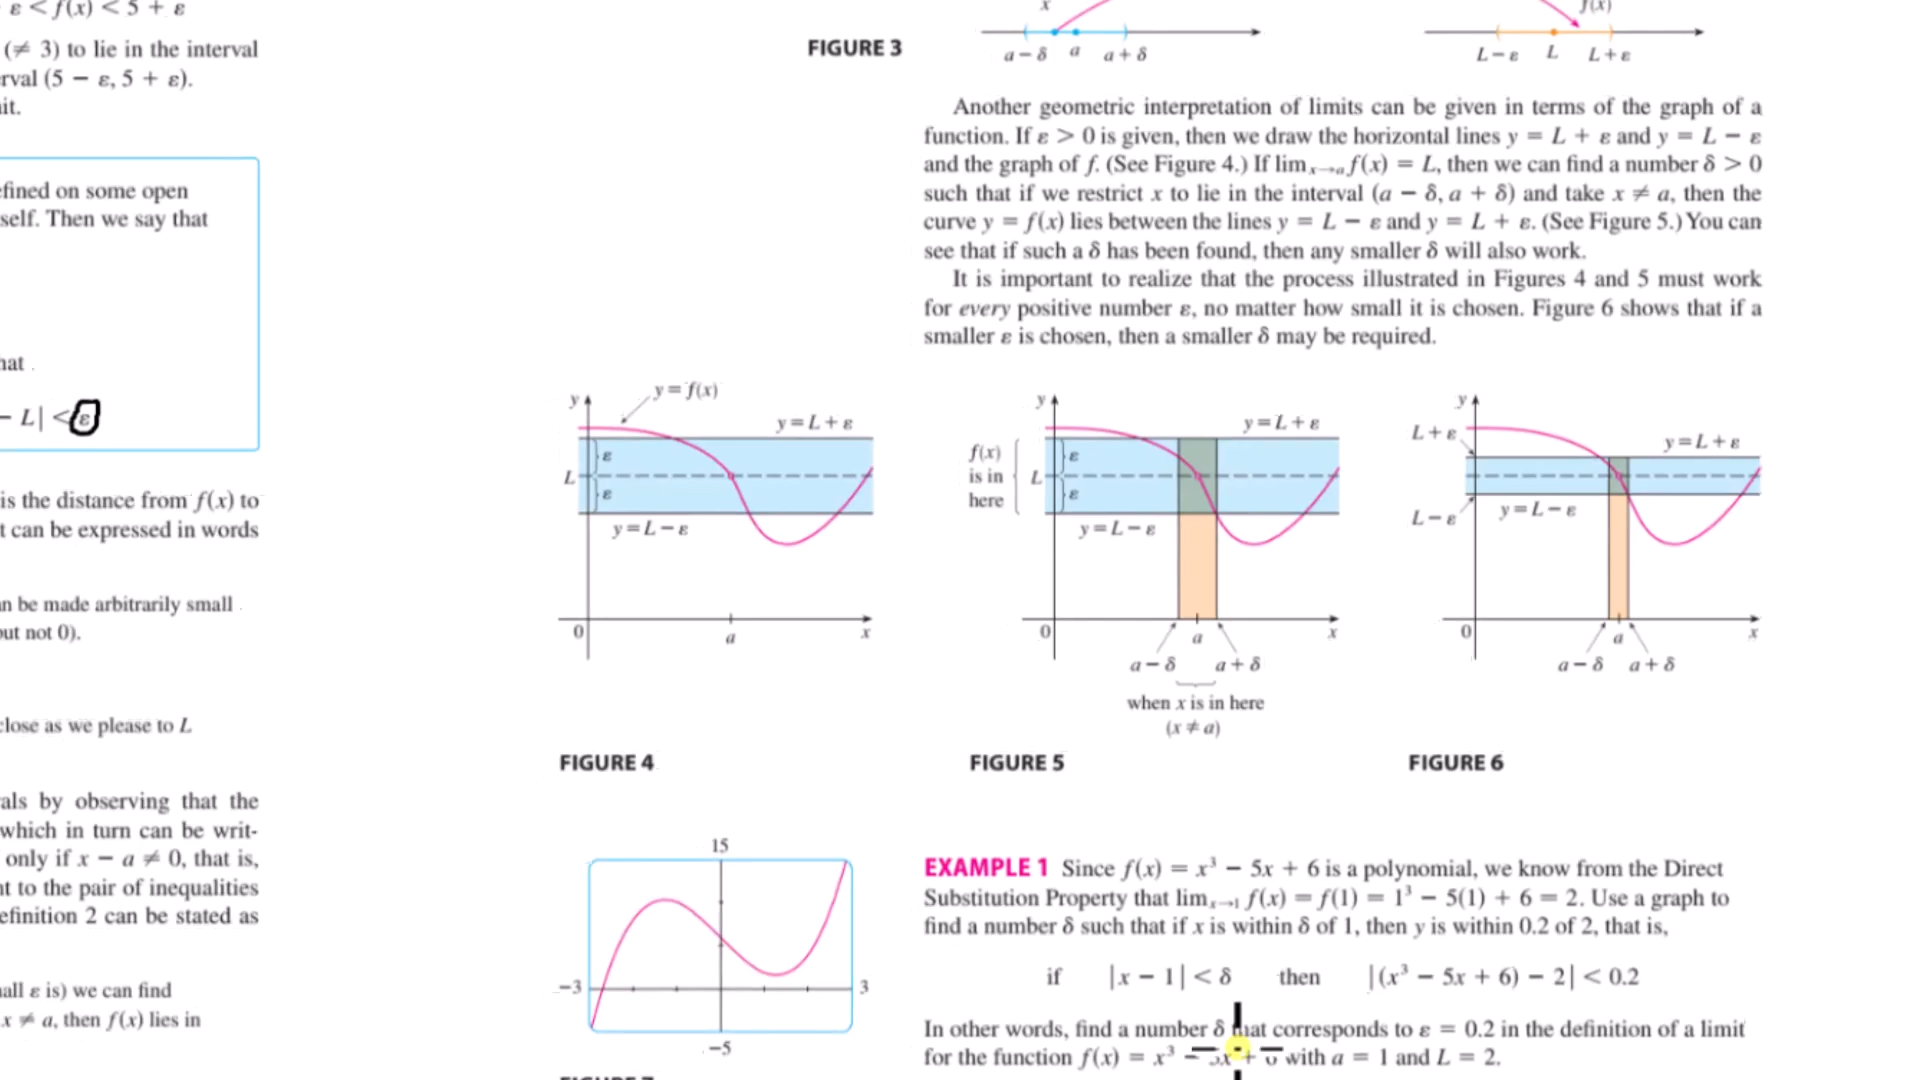 ε < f(x) < 5 + ε
(≠ 3) to lie in the interval
(5 − ε, 5 + ε).
fined on some open
self. Then we say that
hat
− L| < ε
is the distance from f(x) to
t can be expressed in words
n be made arbitrarily small
out not 0).
close as we please to L
als by observing that the
which in turn can be writ-
only if x − a ≠ 0, that is,
nt to the pair of inequalities
efinition 2 can be stated as
all ε is) we can find
x ≠ a, then f(x) lies in
FIGURE 3
x
a − δ a a + δ
f(x)
L − ε L L + ε
Another geometric interpretation of limits can be given in terms of the graph of a
function. If ε > 0 is given, then we draw the horizontal lines y = L + ε and y = L − ε
and the graph of f. (See Figure 4.) If limₓ→ₐ f(x) = L, then we can find a number δ > 0
such that if we restrict x to lie in the interval (a − δ, a + δ) and take x ≠ a, then the
curve y = f(x) lies between the lines y = L − ε and y = L + ε. (See Figure 5.) You can
see that if such a δ has been found, then any smaller δ will also work.
It is important to realize that the process illustrated in Figures 4 and 5 must work
for every positive number ε, no matter how small it is chosen. Figure 6 shows that if a
smaller ε is chosen, then a smaller δ may be required.
y
y = f(x)
y = L + ε
ε
L
ε
y = L − ε
0
a
x
FIGURE 4
y
y = L + ε
f(x)
is in
here
ε
L
ε
y = L − ε
0
a
x
a − δ a + δ
when x is in here
(x ≠ a)
FIGURE 5
y
L + ε
y = L + ε
L − ε
y = L − ε
0
a
x
a − δ a + δ
FIGURE 6
15
−3
3
−5
EXAMPLE 1 Since f(x) = x³ − 5x + 6 is a polynomial, we know from the Direct
Substitution Property that limₓ→₁ f(x) = f(1) = 1³ − 5(1) + 6 = 2. Use a graph to
find a number δ such that if x is within δ of 1, then y is within 0.2 of 2, that is,
if |x − 1| < δ then |(x³ − 5x + 6) − 2| < 0.2
In other words, find a number δ that corresponds to ε = 0.2 in the definition of a limit
for the function f(x) = x³ − 5x + 6 with a = 1 and L = 2.